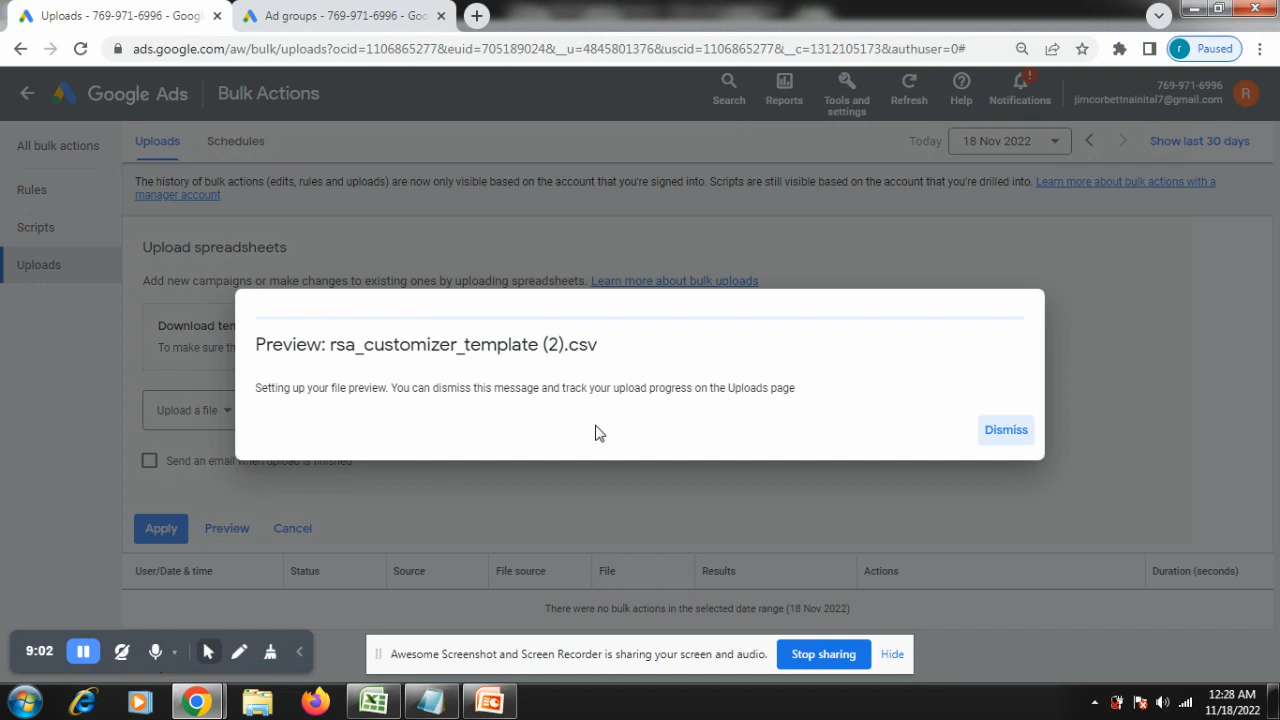 Uploads - 769-971-6996 - Google
Ad groups - 769-971-6996 - Goo
ads.google.com/aw/bulk/uploads?ocid=1106865277&euid=705189024&__u=4845801376&uscid=1106865277&__c=1312105173&authuser=0#
r
Paused
Google Ads
Bulk Actions
Search
Reports
Tools and
settings
Refresh
Help
!
Notifications
769-971-6996
jimcorbettnainital7@gmail.com
R
All bulk actions
Rules
Scripts
Uploads
Uploads
Schedules
Today
18 Nov 2022
Show last 30 days
The history of bulk actions (edits, rules and uploads) are now only visible based on the account that you're signed into. Scripts are still visible based on the account that you're drilled into. Learn more about bulk actions with a
manager account
Upload spreadsheets
Add new campaigns or make changes to existing ones by uploading spreadsheets. Learn more about bulk uploads
Download tem
To make sure th
Preview: rsa_customizer_template (2).csv
Setting up your file preview. You can dismiss this message and track your upload progress on the Uploads page
Dismiss
Upload a file
Send an email when upload is finished
Apply
Preview
Cancel
User/Date & time
Status
Source
File source
File
Results
Actions
Duration (seconds)
There were no bulk actions in the selected date range (18 Nov 2022)
9:02
Awesome Screenshot and Screen Recorder is sharing your screen and audio.
Stop sharing
Hide
12:28 AM
11/18/2022